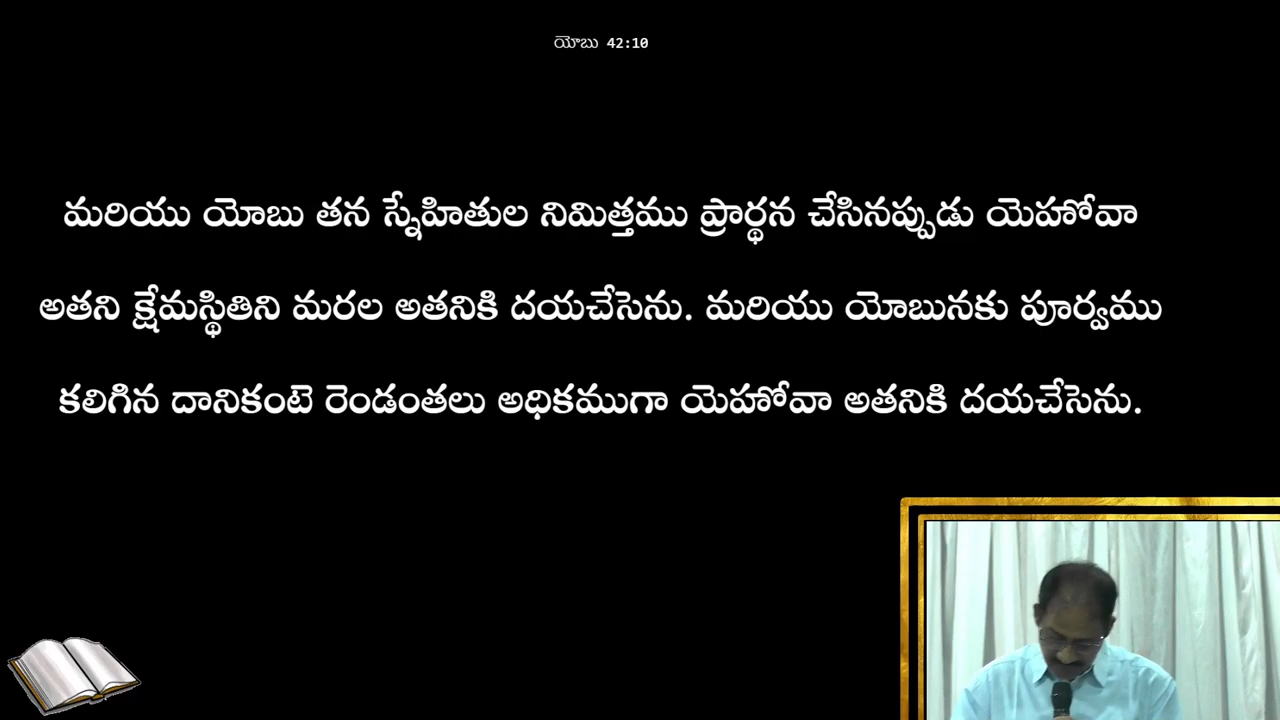 యోబు 42:10
మరియు యోబు తన స్నేహితుల నిమిత్తము ప్రార్థన చేసినప్పుడు యెహోవా
అతని క్షేమస్థితిని మరల అతనికి దయచేసెను. మరియు యోబునకు పూర్వము
కలిగిన దానికంటె రెండంతలు అధికముగా యెహోవా అతనికి దయచేసెను.